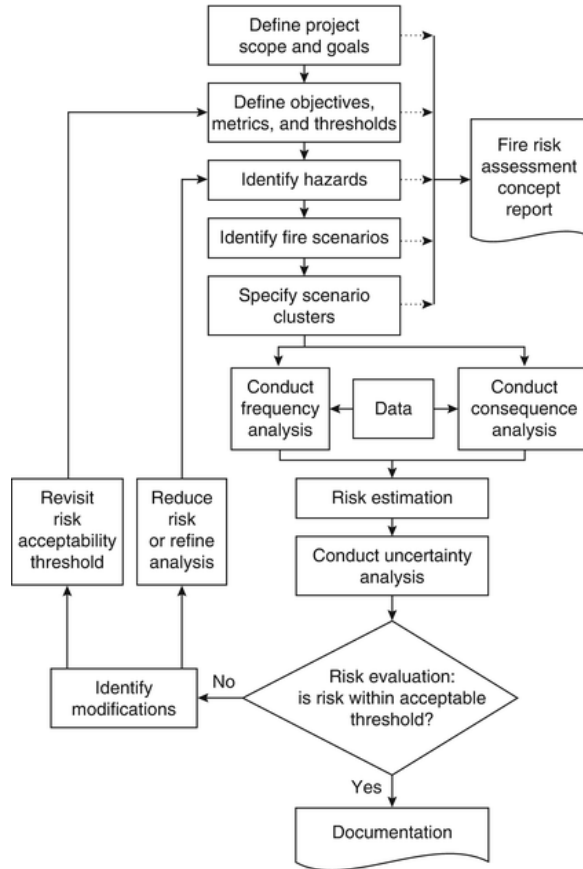 Define project
scope and goals
Define objectives,
metrics, and thresholds
Fire risk
assessment
concept
report
Identify hazards
Identify fire scenarios
Specify scenario
clusters
Conduct
frequency
analysis
Data
Conduct
consequence
analysis
Revisit
risk
acceptability
threshold
Reduce
risk
or refine
analysis
Risk estimation
Conduct uncertainty
analysis
Risk evaluation:
is risk within acceptable
threshold?
No
Identify
modifications
Yes
Documentation